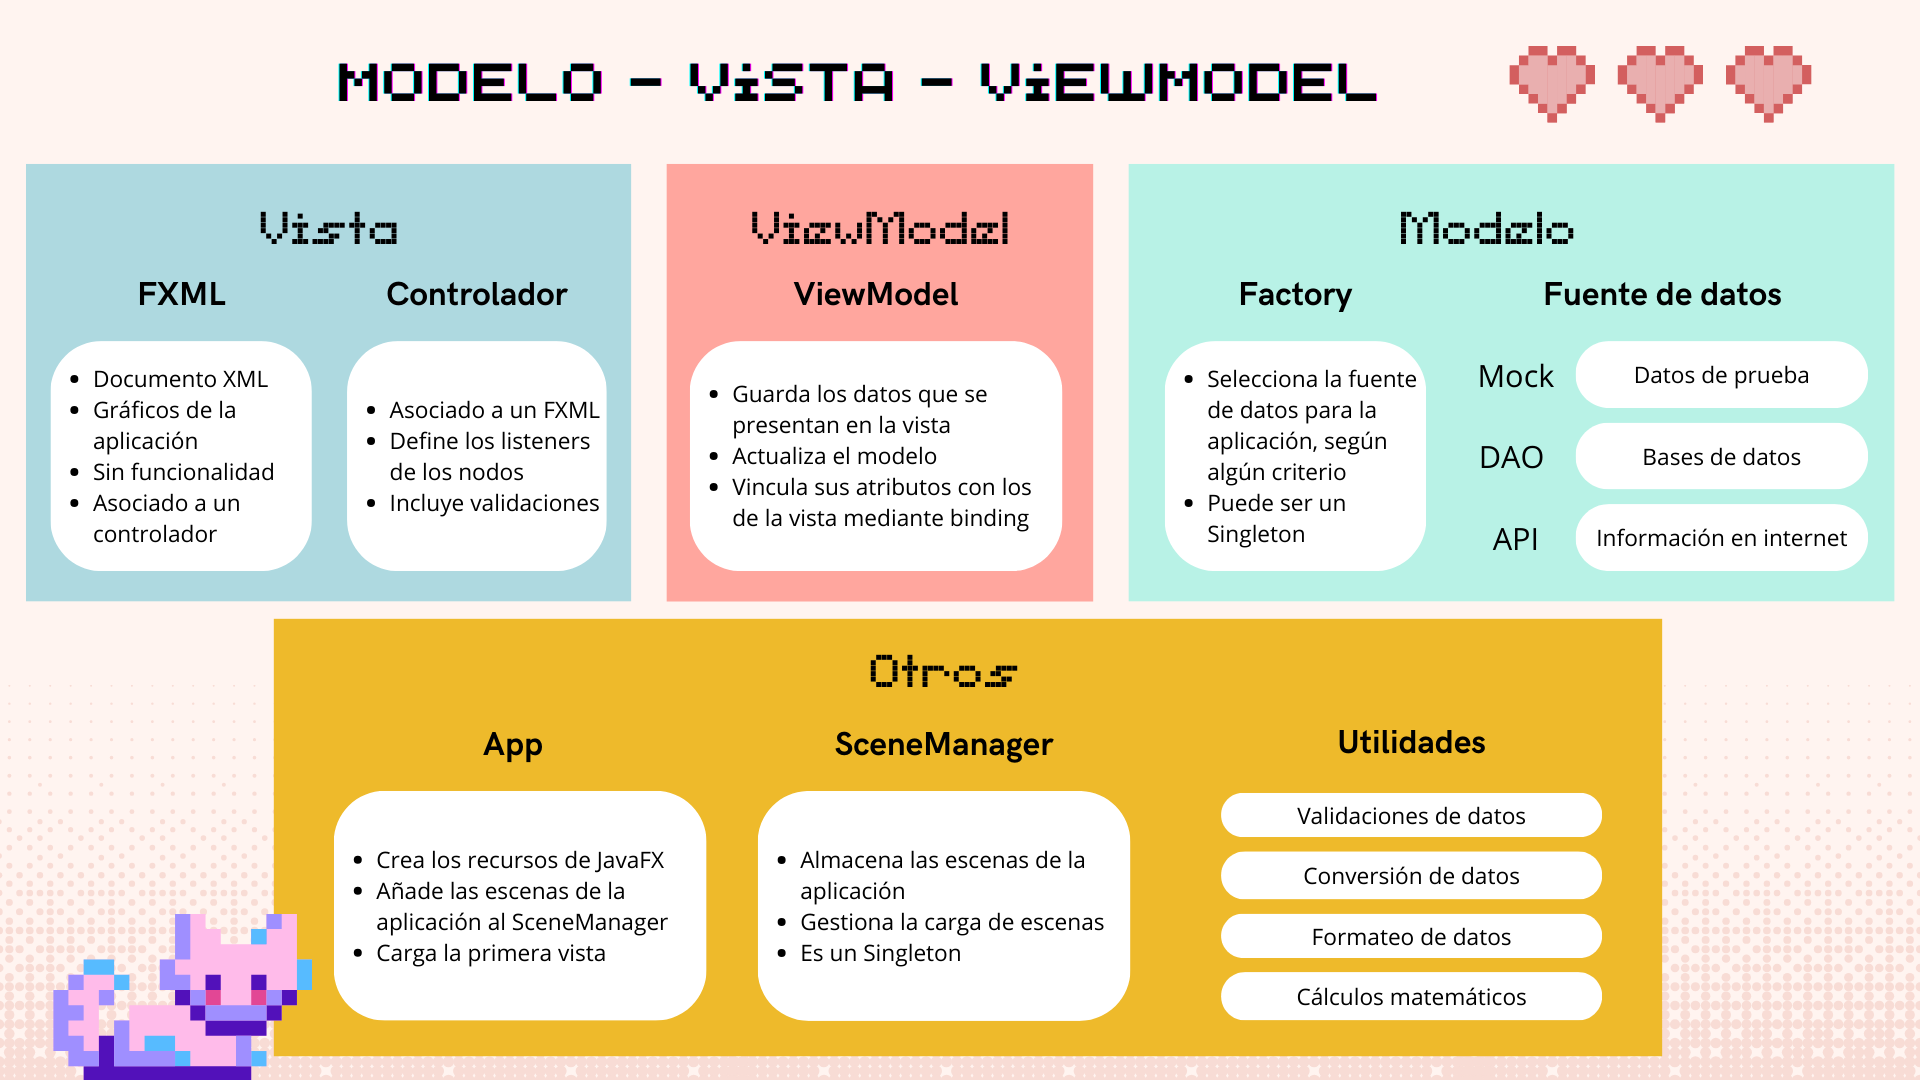 MODELO - ViSTA - ViEWMODEL
Vista
FXML
• Documento XML
• Gráficos de la
aplicación
• Sin funcionalidad
• Asociado a un
controlador
Controlador
• Asociado a un FXML
• Define los listeners
de los nodos
• Incluye validaciones
ViewModel
ViewModel
• Guarda los datos que se
presentan en la vista
• Actualiza el modelo
• Vincula sus atributos con los
de la vista mediante binding
Modelo
Factory
• Selecciona la fuente
de datos para la
aplicación, según
algún criterio
• Puede ser un
Singleton
Fuente de datos
Mock
Datos de prueba
DAO
Bases de datos
API
Información en internet
Otros
App
• Crea los recursos de JavaFX
• Añade las escenas de la
aplicación al SceneManager
• Carga la primera vista
SceneManager
• Almacena las escenas de la
aplicación
• Gestiona la carga de escenas
• Es un Singleton
Utilidades
Validaciones de datos
Conversión de datos
Formateo de datos
Cálculos matemáticos